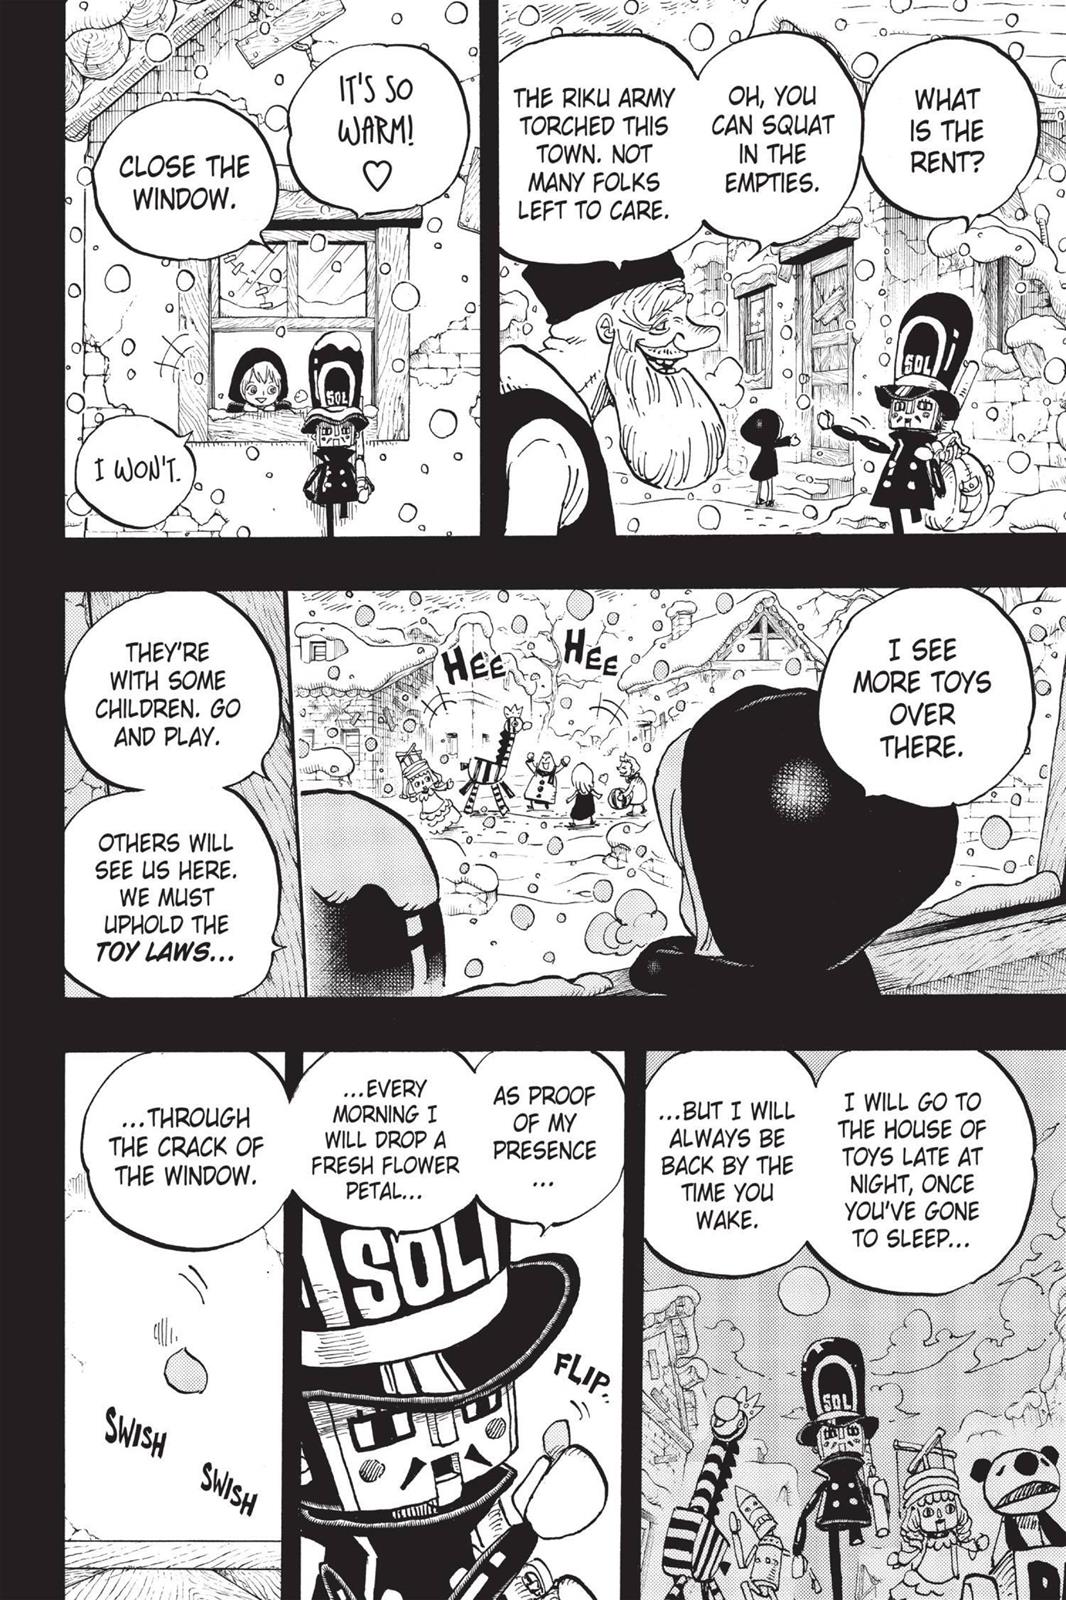 WHAT
IS THE
RENT?
OH, YOU
CAN SQUAT
IN THE
EMPTIES.
THE RIKU ARMY
TORCHED THIS
TOWN. NOT
MANY FOLKS
LEFT TO CARE.
SOL
IT'S SO
WARM!
♡
CLOSE THE
WINDOW.
I WON'T.
SOL
I SEE
MORE TOYS
OVER
THERE.
HEE
HEE
THEY'RE
WITH SOME
CHILDREN. GO
AND PLAY.
OTHERS WILL
SEE US HERE.
WE MUST
UPHOLD THE
TOY LAWS...
I WILL GO TO
THE HOUSE OF
TOYS LATE AT
NIGHT, ONCE
YOU'VE GONE
TO SLEEP...
...BUT I WILL
ALWAYS BE
BACK BY THE
TIME YOU
WAKE.
SOL
AS PROOF
OF MY
PRESENCE
...
...EVERY
MORNING I
WILL DROP A
FRESH FLOWER
PETAL...
SOL
FLIP.
...THROUGH
THE CRACK OF
THE WINDOW.
SWISH
SWISH